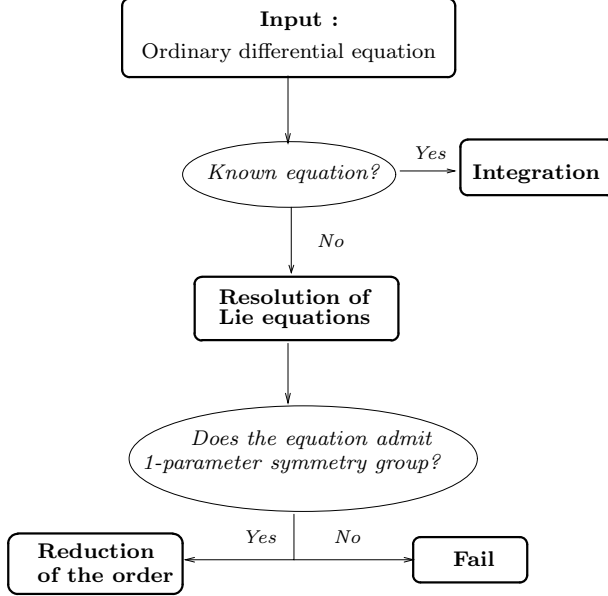 Input :
Ordinary differential equation
Known equation?
Yes
Integration
No
Resolution of
Lie equations
Does the equation admit
1-parameter symmetry group?
Yes
No
Reduction
of the order
Fail